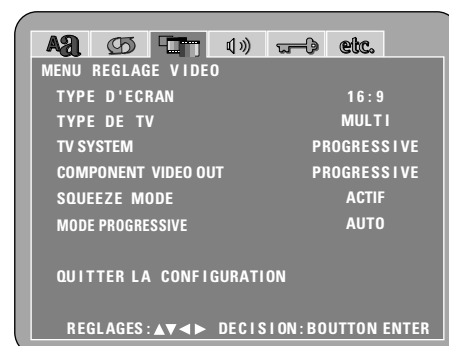 Aa etc.
MENU REGLAGE VIDEO
TYPE D'ECRAN 16:9
TYPE DE TV MULTI
TV SYSTEM PROGRESSIVE
COMPONENT VIDEO OUT PROGRESSIVE
SQUEEZE MODE ACTIF
MODE PROGRESSIVE AUTO
QUITTER LA CONFIGURATION
REGLAGES:▲▼◄► DECISION:BOUTTON ENTER